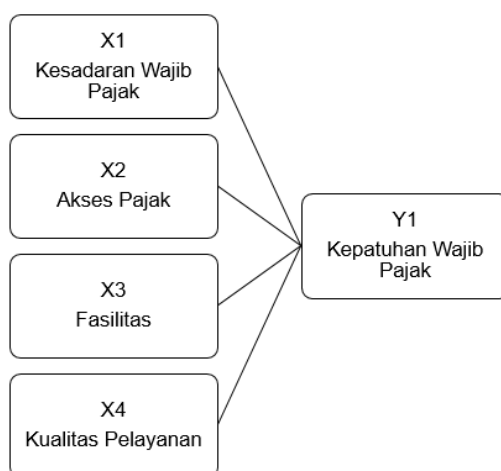 X1
Kesadaran Wajib
Pajak
X2
Akses Pajak
X3
Fasilitas
X4
Kualitas Pelayanan
Y1
Kepatuhan Wajib
Pajak